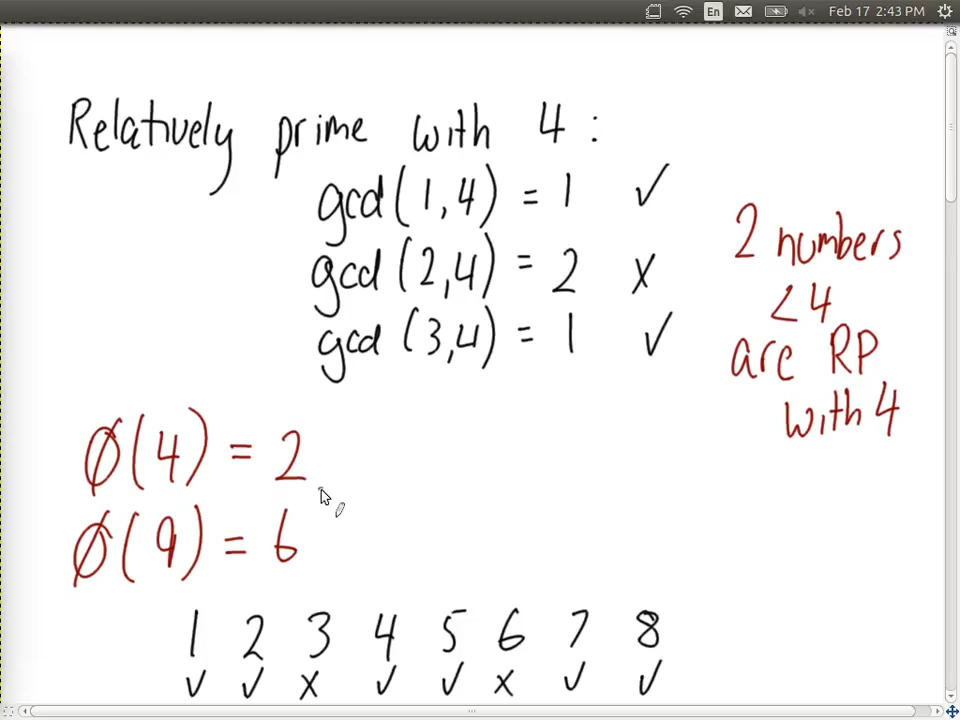 En Feb 17 2:43 PM
Relatively prime with 4 :
gcd(1,4) = 1 ✓
gcd(2,4) = 2 x
gcd(3,4) = 1 ✓
2 numbers
<4
are RP
with 4
Ø(4) = 2
Ø(9) = 6
1 2 3 4 5 6 7 8
✓ ✓ x ✓ ✓ x ✓ ✓